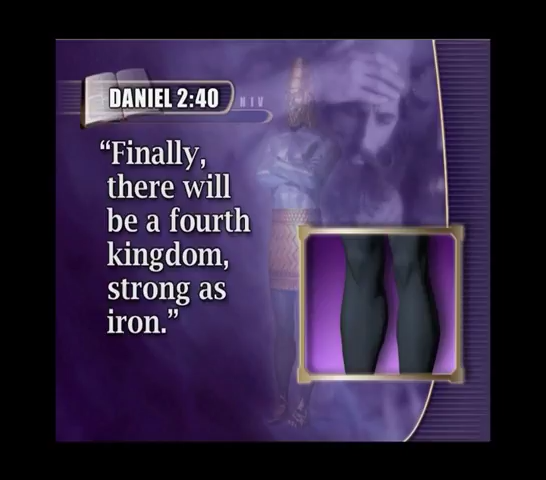 DANIEL 2:40 NIV
“Finally,
there will
be a fourth
kingdom,
strong as
iron.”